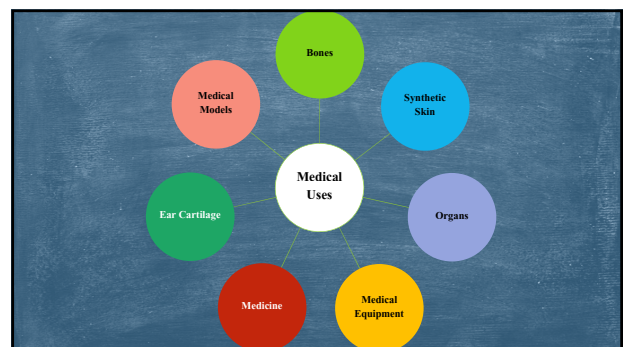 Bones
Medical
Models
Synthetic
Skin
Medical
Uses
Ear Cartilage
Organs
Medicine
Medical
Equipment